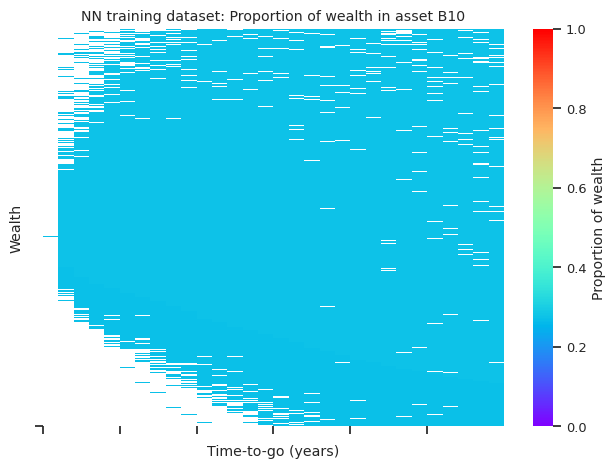 NN training dataset: Proportion of wealth in asset B10
Wealth
Time-to-go (years)
1.0
0.8
0.6
0.4
0.2
0.0
Proportion of wealth